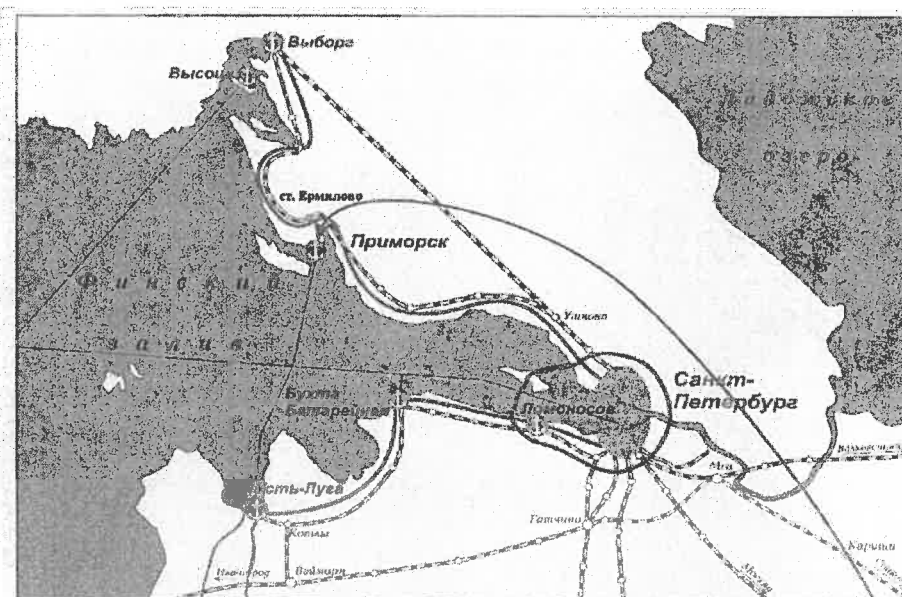 Выборг
Высоцк
Ладожское
озеро
ст. Ермилово
Приморск
Финский
залив
Санкт-
Петербург
Бухта
Батарейная
Ломоносов
Усть-Луга
Мга
Гатчина
Котлы
Веймарн